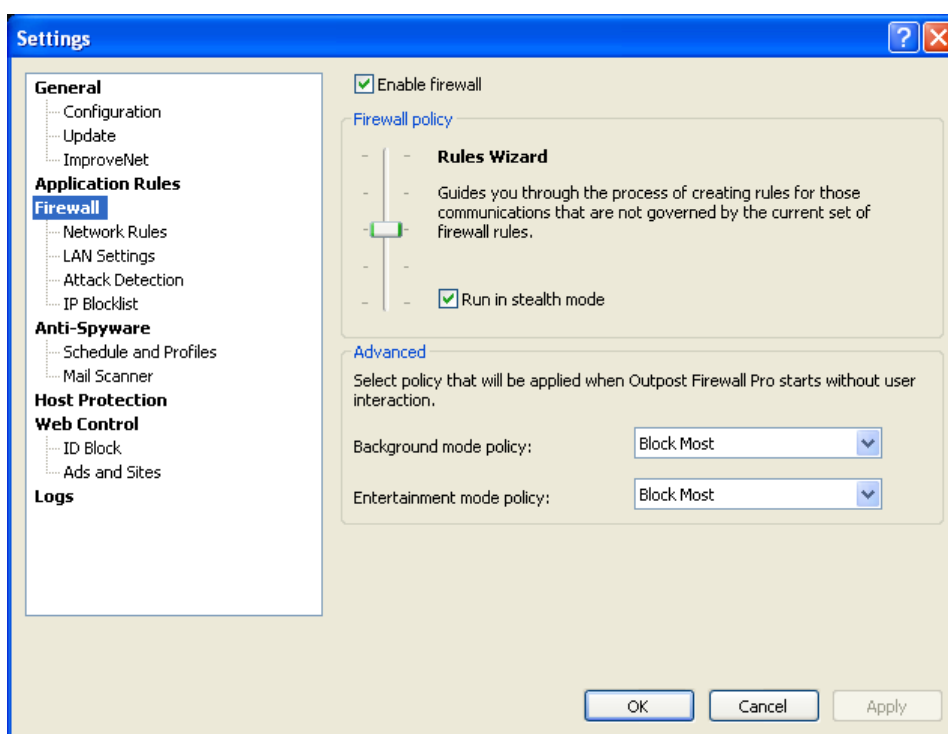 Settings
General
Configuration
Update
ImproveNet
Application Rules
Firewall
Network Rules
LAN Settings
Attack Detection
IP Blocklist
Anti-Spyware
Schedule and Profiles
Mail Scanner
Host Protection
Web Control
ID Block
Ads and Sites
Logs
Enable firewall
Firewall policy
Rules Wizard
Guides you through the process of creating rules for those
communications that are not governed by the current set of
firewall rules.
Run in stealth mode
Advanced
Select policy that will be applied when Outpost Firewall Pro starts without user
interaction.
Background mode policy: Block Most
Entertainment mode policy: Block Most
OK Cancel Apply